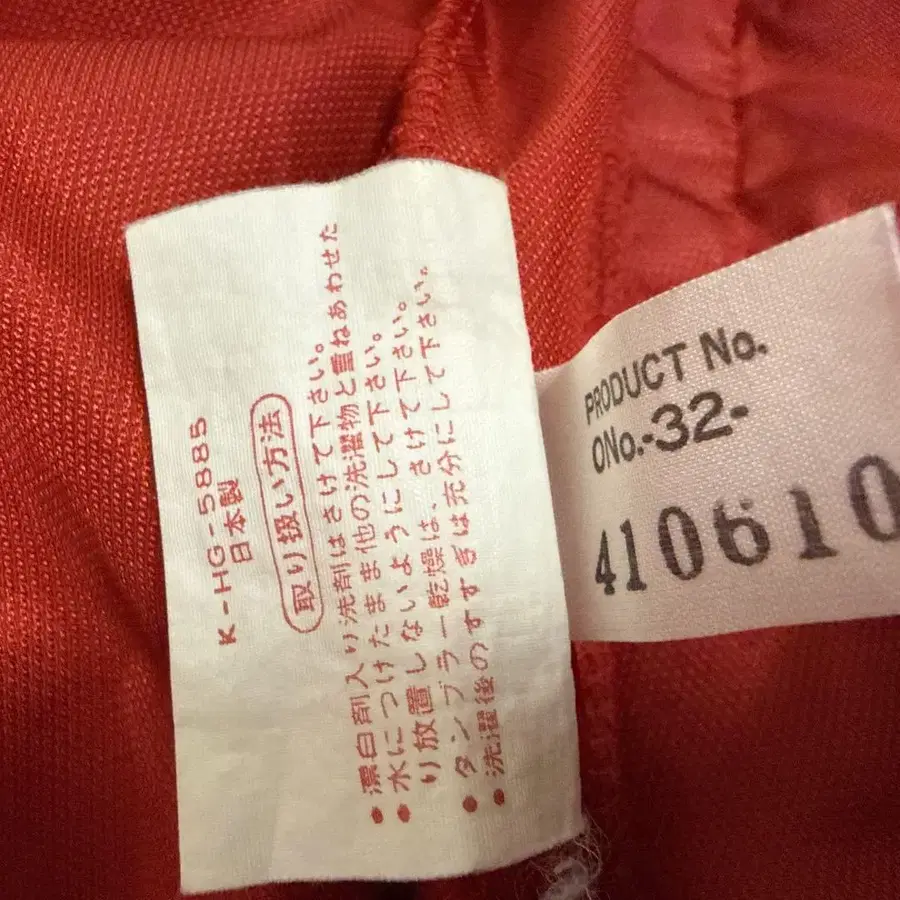 K-HG-5885
日本製
取り扱い方法
●漂白剤入り洗剤はさけて下さい。
●水につけたまま他の洗濯物と重ねあわせた
り放置しないようにして下さい。
●タンブラー乾燥は、さけて下さい。
●洗濯後のすすぎは充分にして下さい。
PRODUCT No.
ONo.-32-
410610